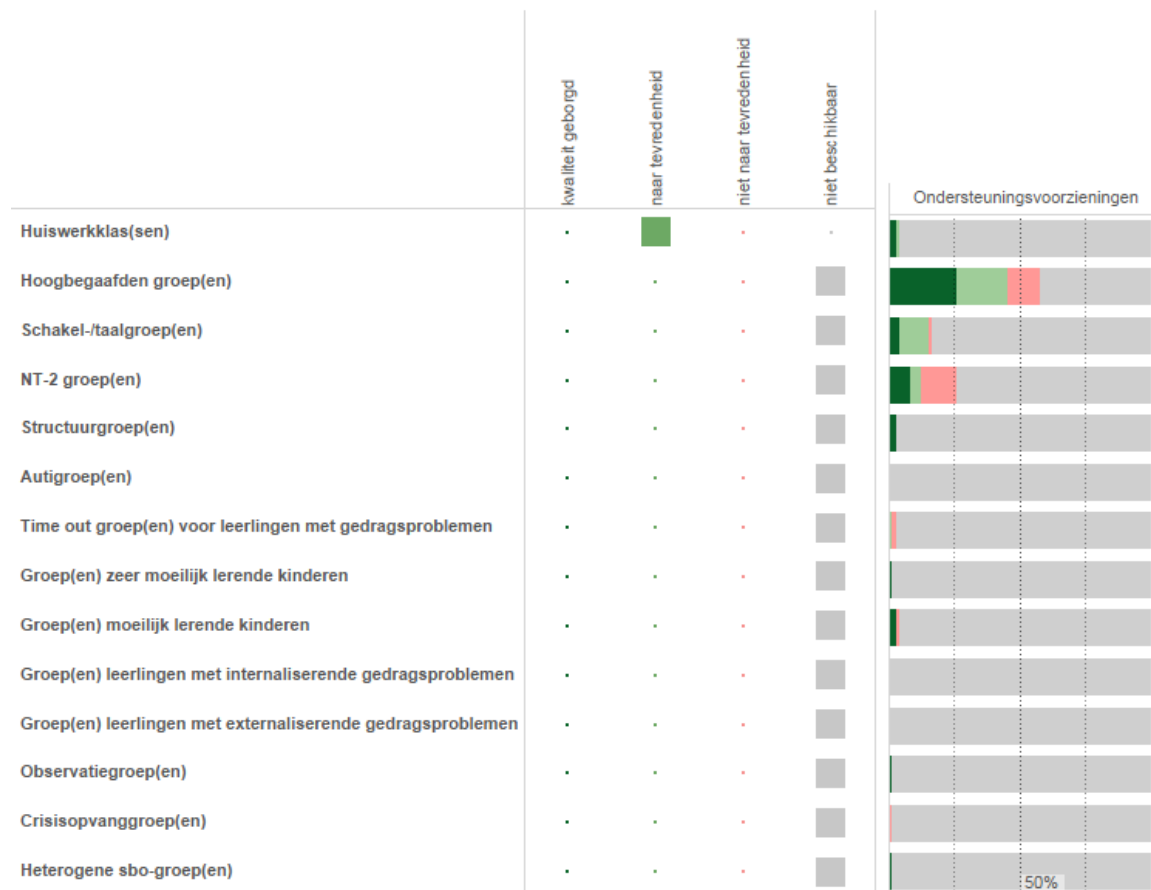 kwaliteit geborgd
naar tevredenheid
niet naar tevredenheid
niet beschikbaar
Ondersteuningsvoorzieningen
Huiswerkklas(sen)
Hoogbegaafden groep(en)
Schakel-/taalgroep(en)
NT-2 groep(en)
Structuurgroep(en)
Autigroep(en)
Time out groep(en) voor leerlingen met gedragsproblemen
Groep(en) zeer moeilijk lerende kinderen
Groep(en) moeilijk lerende kinderen
Groep(en) leerlingen met internaliserende gedragsproblemen
Groep(en) leerlingen met externaliserende gedragsproblemen
Observatiegroep(en)
Crisisopvanggroep(en)
Heterogene sbo-groep(en)
50%